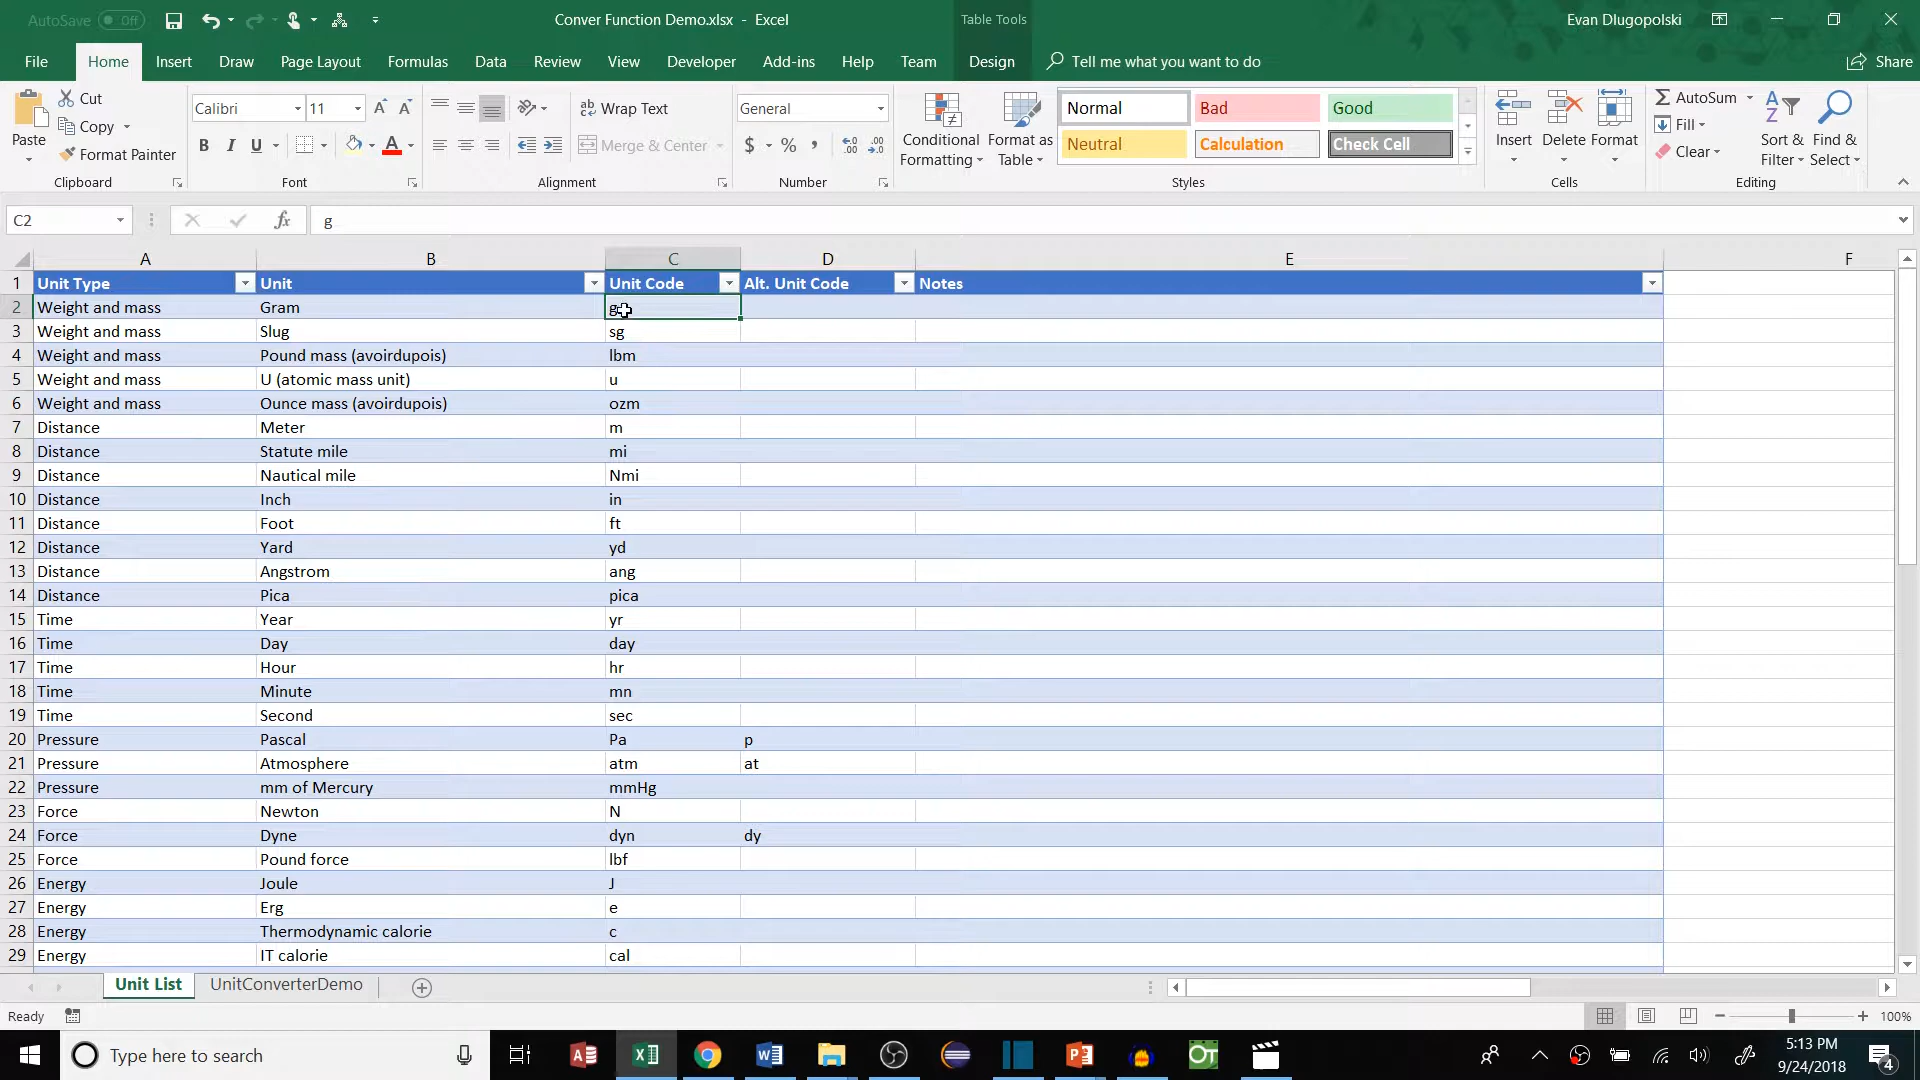 AutoSave Off
Conver Function Demo.xlsx - Excel
Table Tools
Evan Dlugopolski
File Home Insert Draw Page Layout Formulas Data Review View Developer Add-ins Help Team Design Tell me what you want to do Share
Paste
Cut
Copy
Format Painter
Clipboard
Calibri 11
B I U
Font
Wrap Text
Merge & Center
Alignment
General
$ % ,
Number
Conditional Formatting
Format as Table
Normal Bad Good
Neutral Calculation Check Cell
Styles
Insert Delete Format
Cells
AutoSum
Fill
Clear
Sort & Filter
Find & Select
Editing
C2 fx g
A B C D E F
1 Unit Type Unit Unit Code Alt. Unit Code Notes
2 Weight and mass Gram g
3 Weight and mass Slug sg
4 Weight and mass Pound mass (avoirdupois) lbm
5 Weight and mass U (atomic mass unit) u
6 Weight and mass Ounce mass (avoirdupois) ozm
7 Distance Meter m
8 Distance Statute mile mi
9 Distance Nautical mile Nmi
10 Distance Inch in
11 Distance Foot ft
12 Distance Yard yd
13 Distance Angstrom ang
14 Distance Pica pica
15 Time Year yr
16 Time Day day
17 Time Hour hr
18 Time Minute mn
19 Time Second sec
20 Pressure Pascal Pa p
21 Pressure Atmosphere atm at
22 Pressure mm of Mercury mmHg
23 Force Newton N
24 Force Dyne dyn dy
25 Force Pound force lbf
26 Energy Joule J
27 Energy Erg e
28 Energy Thermodynamic calorie c
29 Energy IT calorie cal
Unit List UnitConverterDemo
Ready
100%
Type here to search
5:13 PM
9/24/2018
4